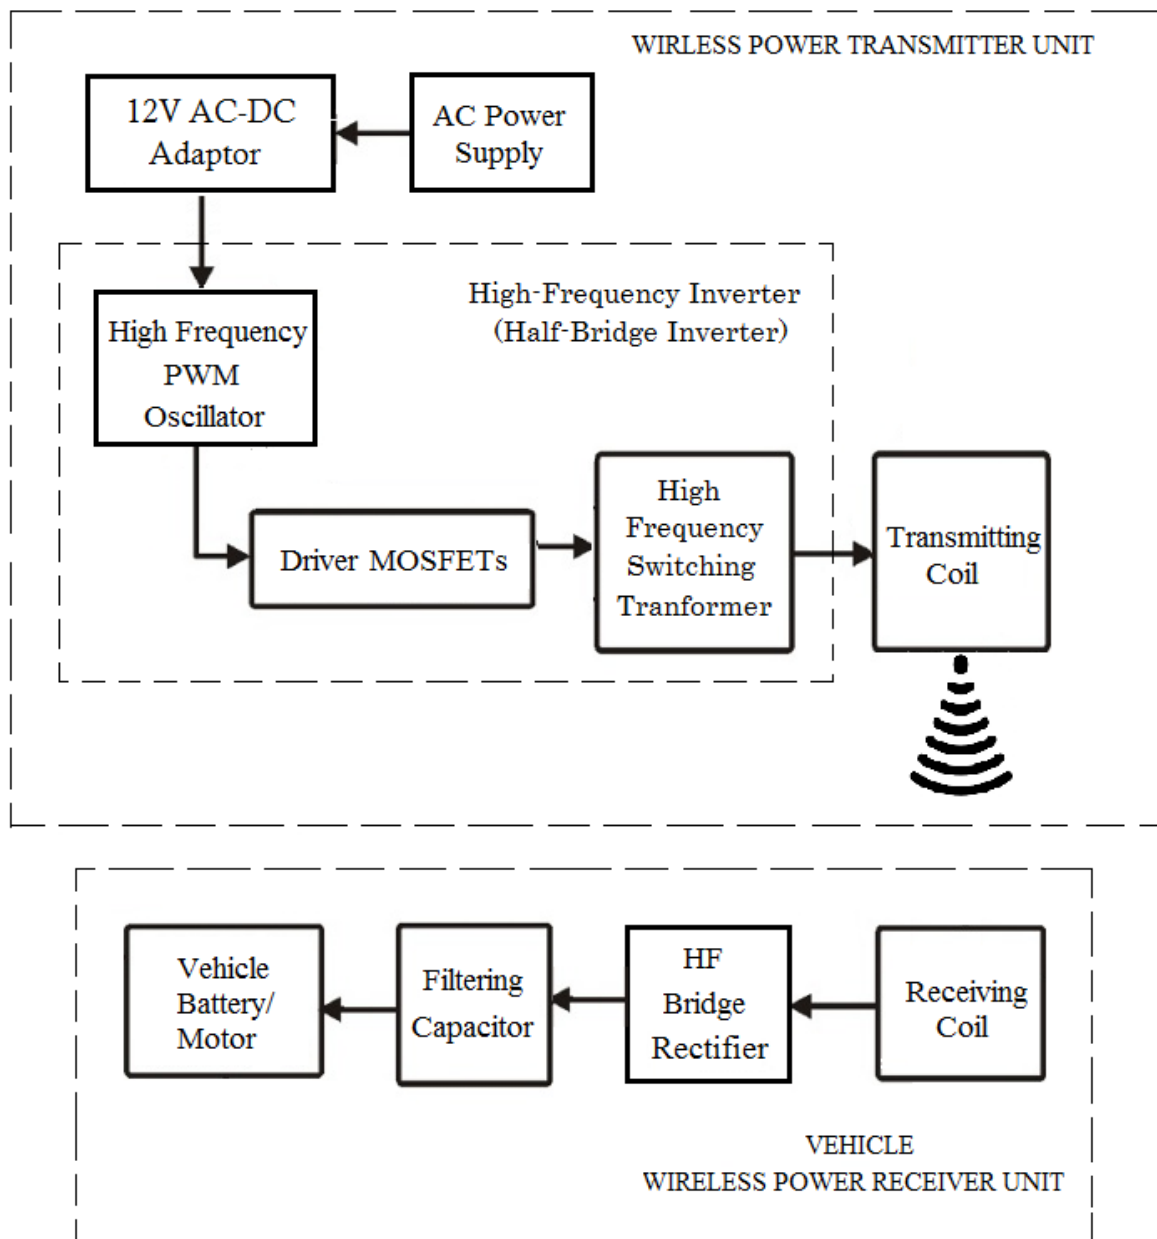 WIRLESS POWER TRANSMITTER UNIT
12V AC-DC
Adaptor
AC Power
Supply
High-Frequency Inverter
(Half-Bridge Inverter)
High Frequency
PWM
Oscillator
Driver MOSFETs
High
Frequency
Switching
Tranformer
Transmitting
Coil
Vehicle
Battery/
Motor
Filtering
Capacitor
HF
Bridge
Rectifier
Receiving
Coil
VEHICLE
WIRELESS POWER RECEIVER UNIT